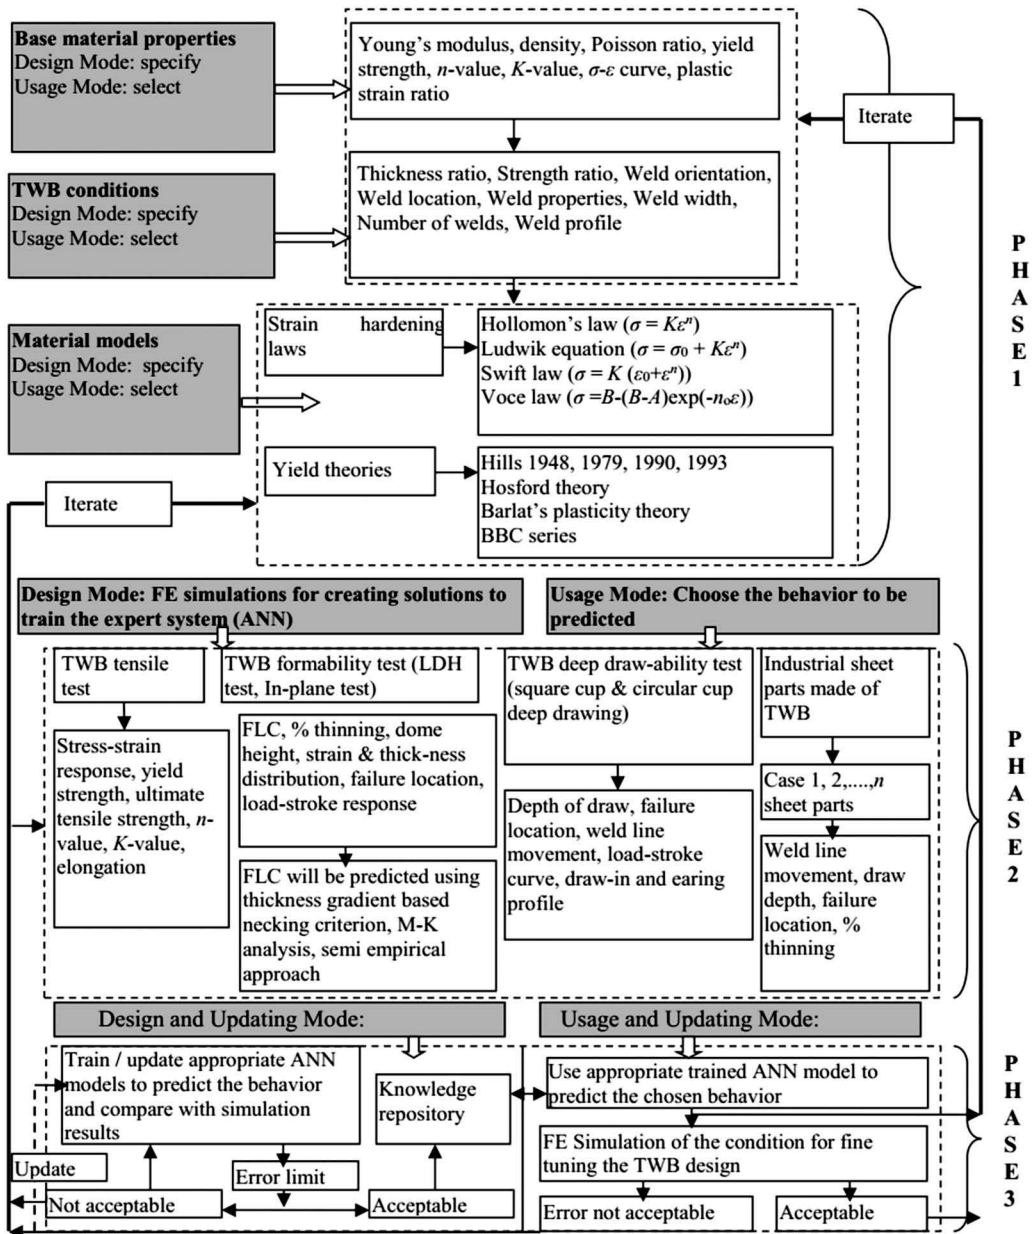 Base material properties
Design Mode: specify
Usage Mode: select
Young's modulus, density, Poisson ratio, yield
strength, n-value, K-value, σ-ε curve, plastic
strain ratio
Iterate
TWB conditions
Design Mode: specify
Usage Mode: select
Thickness ratio, Strength ratio, Weld orientation,
Weld location, Weld properties, Weld width,
Number of welds, Weld profile
PHASE 1
Material models
Design Mode: specify
Usage Mode: select
Strain hardening
laws
Hollomon's law (σ = Kεⁿ)
Ludwik equation (σ = σ₀ + Kεⁿ)
Swift law (σ = K (ε₀+εⁿ))
Voce law (σ =B-(B-A)exp(-nₒε))
Yield theories
Hills 1948, 1979, 1990, 1993
Hosford theory
Barlat's plasticity theory
BBC series
Iterate
Design Mode: FE simulations for creating solutions to
train the expert system (ANN)
Usage Mode: Choose the behavior to be
predicted
TWB tensile
test
TWB formability test (LDH
test, In-plane test)
TWB deep draw-ability test
(square cup & circular cup
deep drawing)
Industrial sheet
parts made of
TWB
Stress-strain
response, yield
strength, ultimate
tensile strength, n-
value, K-value,
elongation
FLC, % thinning, dome
height, strain & thick-ness
distribution, failure location,
load-stroke response
FLC will be predicted using
thickness gradient based
necking criterion, M-K
analysis, semi empirical
approach
Depth of draw, failure
location, weld line
movement, load-stroke
curve, draw-in and earing
profile
Case 1, 2,....,n
sheet parts
Weld line
movement, draw
depth, failure
location, %
thinning
PHASE 2
Design and Updating Mode:
Usage and Updating Mode:
Train / update appropriate ANN
models to predict the behavior
and compare with simulation
results
Knowledge
repository
Use appropriate trained ANN model to
predict the chosen behavior
FE Simulation of the condition for fine
tuning the TWB design
Update
Error limit
Not acceptable
Acceptable
Error not acceptable
Acceptable
PHASE 3